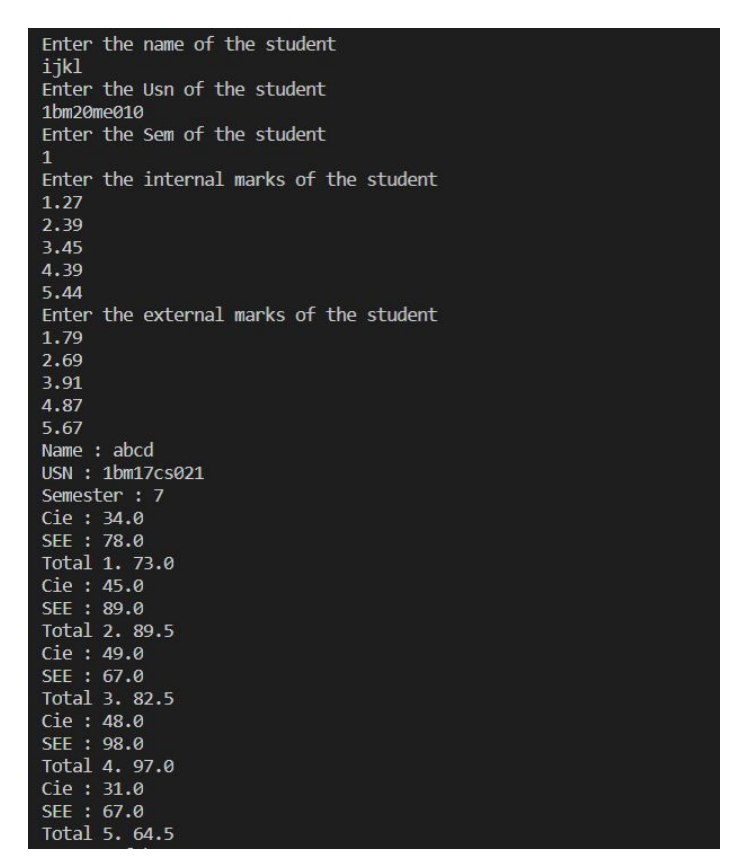 Enter the name of the student
ijkl
Enter the Usn of the student
1bm20me010
Enter the Sem of the student
1
Enter the internal marks of the student
1.27
2.39
3.45
4.39
5.44
Enter the external marks of the student
1.79
2.69
3.91
4.87
5.67
Name : abcd
USN : 1bm17cs021
Semester : 7
Cie : 34.0
SEE : 78.0
Total 1. 73.0
Cie : 45.0
SEE : 89.0
Total 2. 89.5
Cie : 49.0
SEE : 67.0
Total 3. 82.5
Cie : 48.0
SEE : 98.0
Total 4. 97.0
Cie : 31.0
SEE : 67.0
Total 5. 64.5